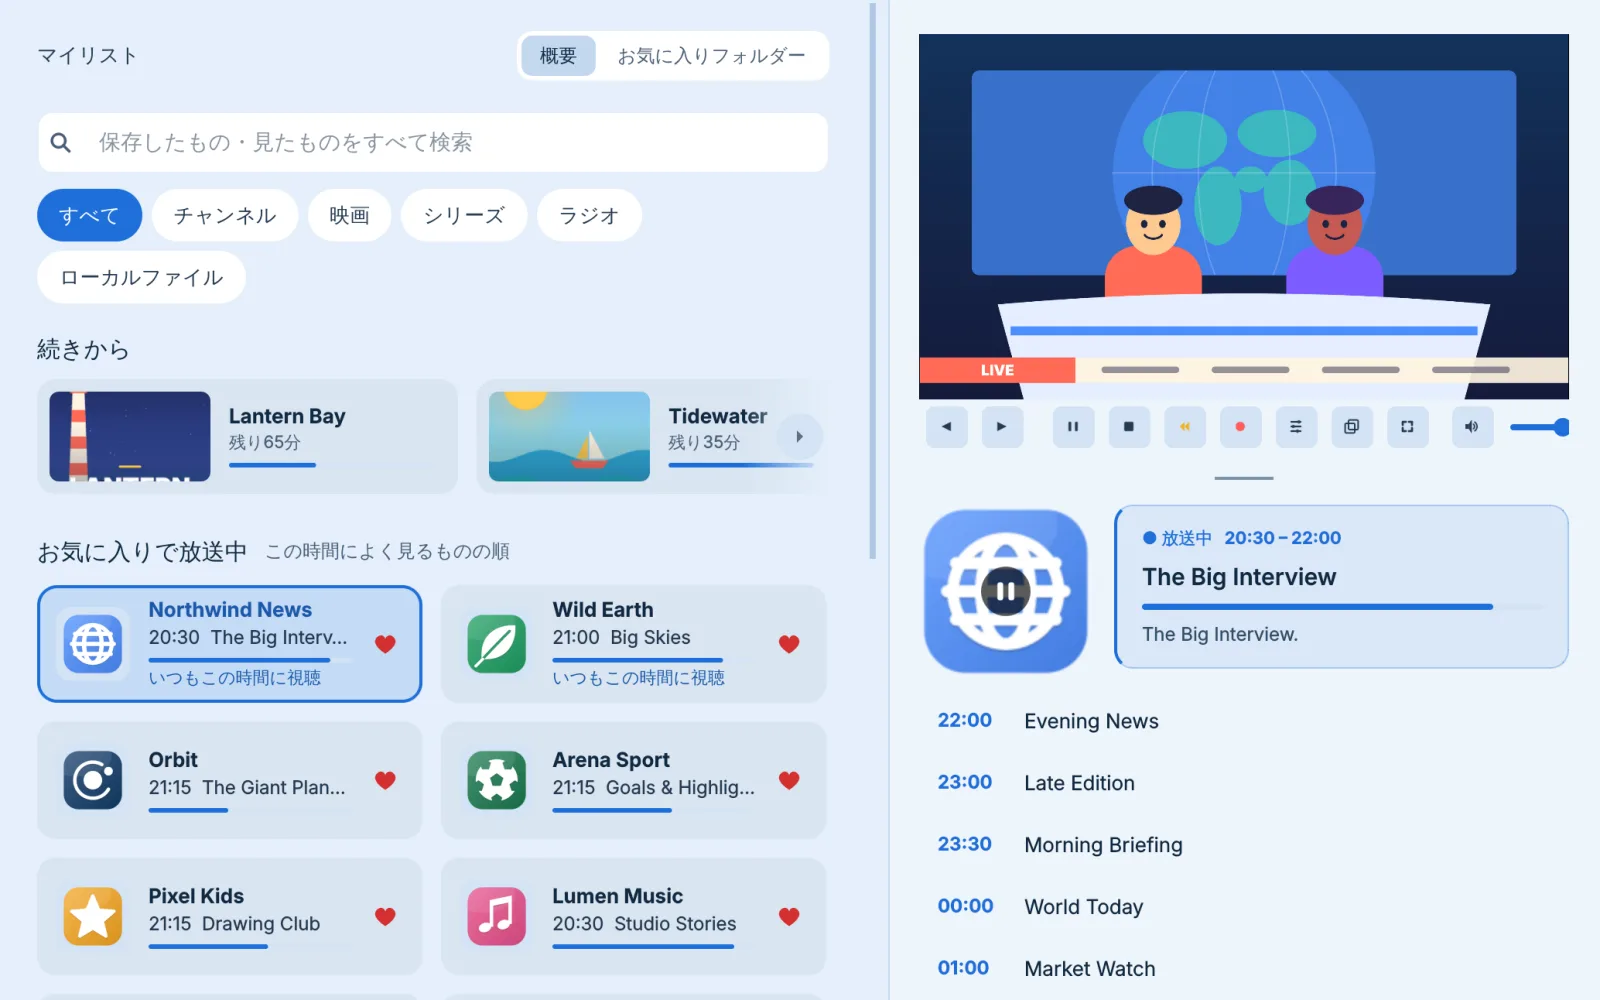 マイリスト
概要
お気に入りフォルダー
保存したもの・見たものをすべて検索
すべて
チャンネル
映画
シリーズ
ラジオ
ローカルファイル
続きから
Lantern Bay
残り65分
LANTERN
Tidewater
残り35分
お気に入りで放送中
この時間によく見るものの順
Northwind News
20:30 The Big Interv...
いつもこの時間に視聴
Wild Earth
21:00 Big Skies
いつもこの時間に視聴
Orbit
21:15 The Giant Plan...
Arena Sport
21:15 Goals & Highlig...
Pixel Kids
21:15 Drawing Club
Lumen Music
20:30 Studio Stories
LIVE
放送中 20:30 – 22:00
The Big Interview
The Big Interview.
22:00 Evening News
23:00 Late Edition
23:30 Morning Briefing
00:00 World Today
01:00 Market Watch